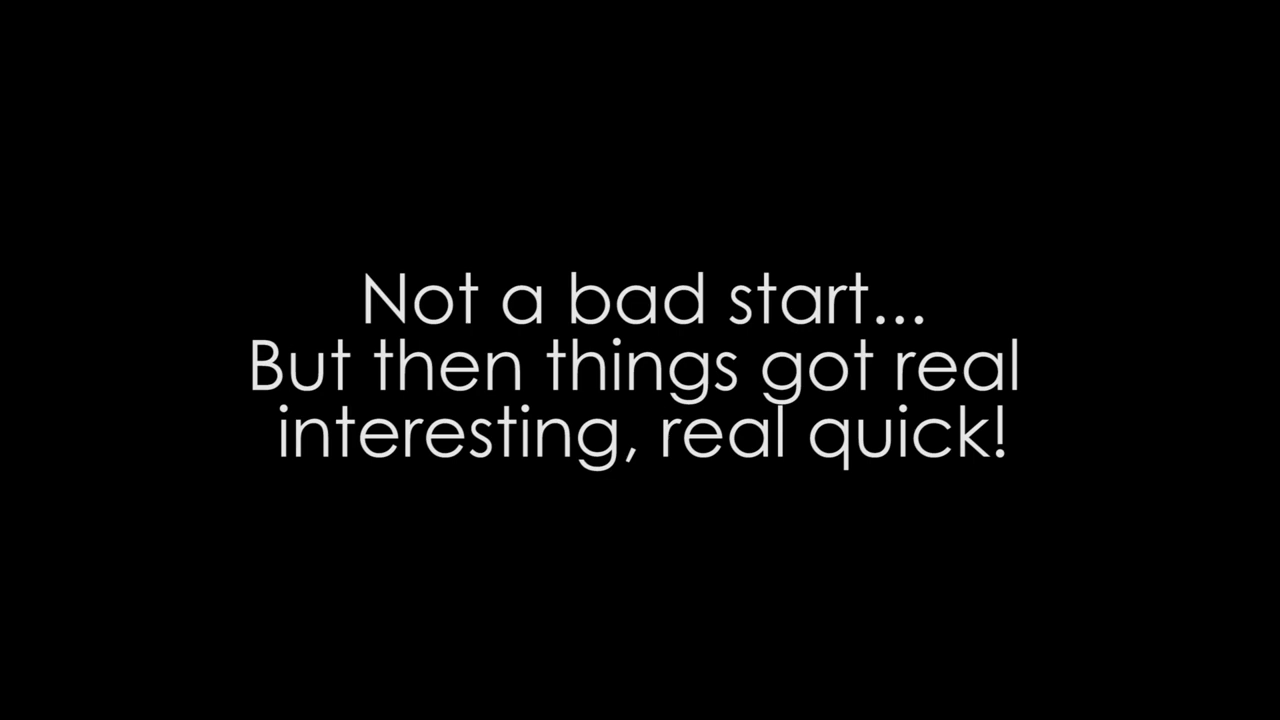 Not a bad start...
But then things got real
interesting, real quick!